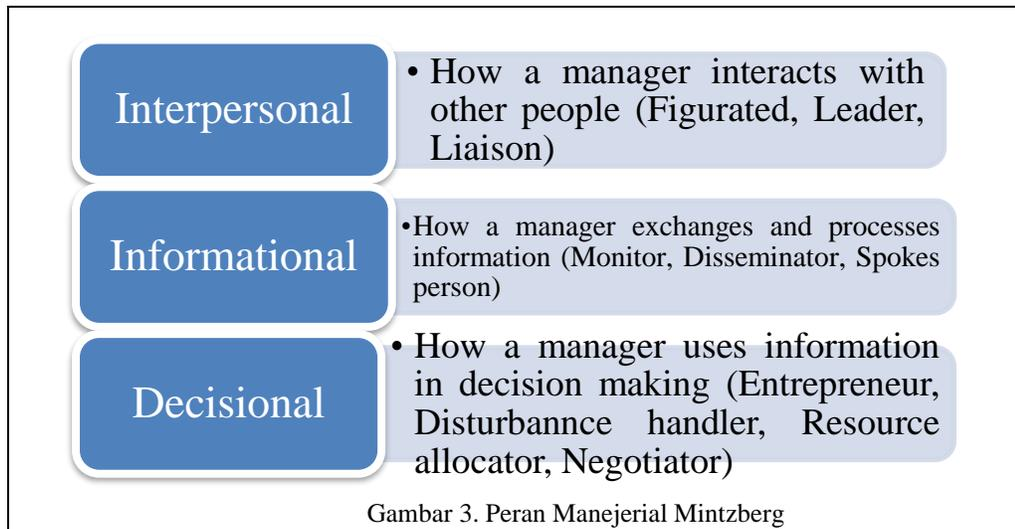 Interpersonal
• How a manager interacts with
other people (Figurated, Leader,
Liaison)
Informational
•How a manager exchanges and processes
information (Monitor, Disseminator, Spokes
person)
Decisional
• How a manager uses information
in decision making (Entrepreneur,
Disturbannce handler, Resource
allocator, Negotiator)
Gambar 3. Peran Manejerial Mintzberg